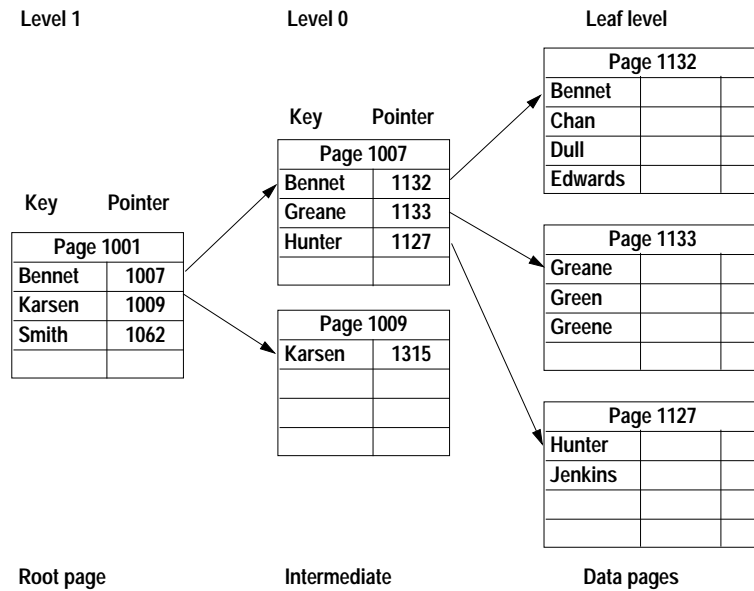 Level 1
Level 0
Leaf level
Key Pointer
Page 1001
Bennet 1007
Karsen 1009
Smith 1062
Key Pointer
Page 1007
Bennet 1132
Greane 1133
Hunter 1127
Page 1009
Karsen 1315
Page 1132
Bennet
Chan
Dull
Edwards
Page 1133
Greane
Green
Greene
Page 1127
Hunter
Jenkins
Root page
Intermediate
Data pages